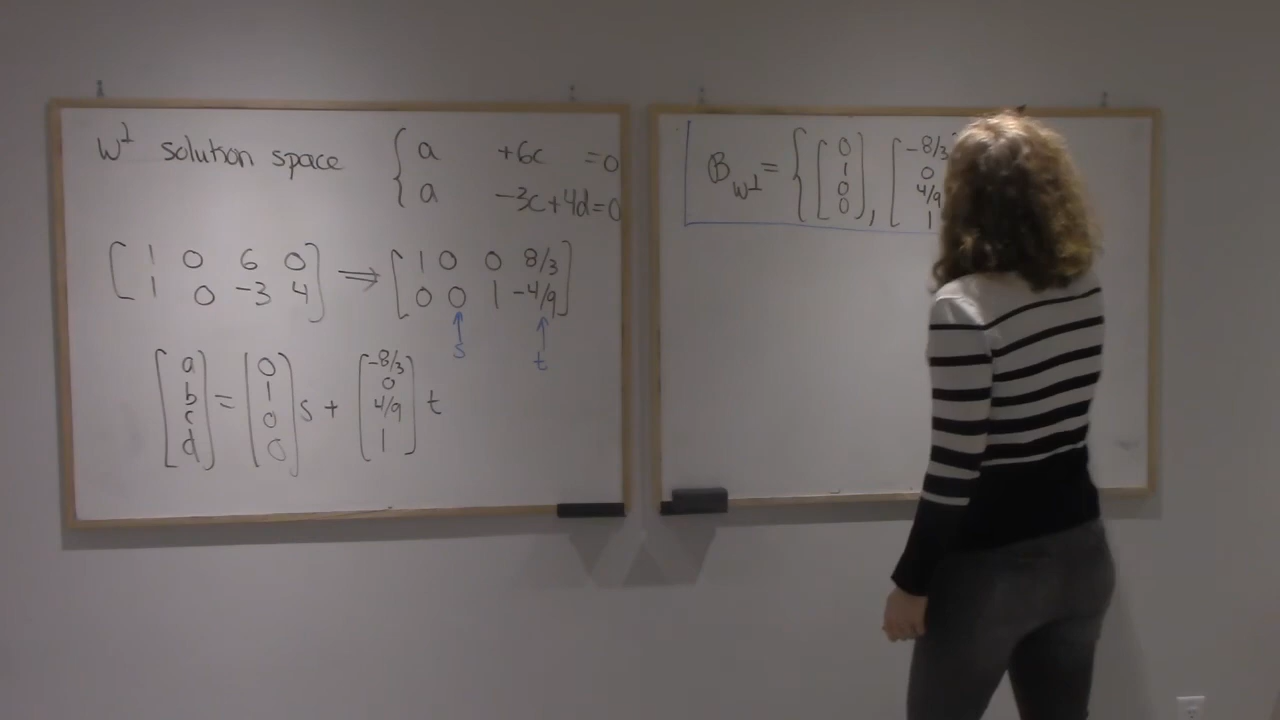 W⊥ solution space { a +6c =0
a -3c+4d=0
[ 1 0 6 0 ] ⟹ [ 1 0 0 8/3 ]
[ 1 0 -3 4 ] [ 0 0 1 -4/9 ]
↑ ↑
s t
[ a ] [ 0 ] [ -8/3 ]
[ b ] = [ 1 ] s + [ 0 ] t
[ c ] [ 0 ] [ 4/9 ]
[ d ] [ 0 ] [ 1 ]
B W⊥ = { [ 0 ] , [ -8/3
[ 1 ] [ 0
[ 0 ] [ 4/9
[ 0 ] [ 1